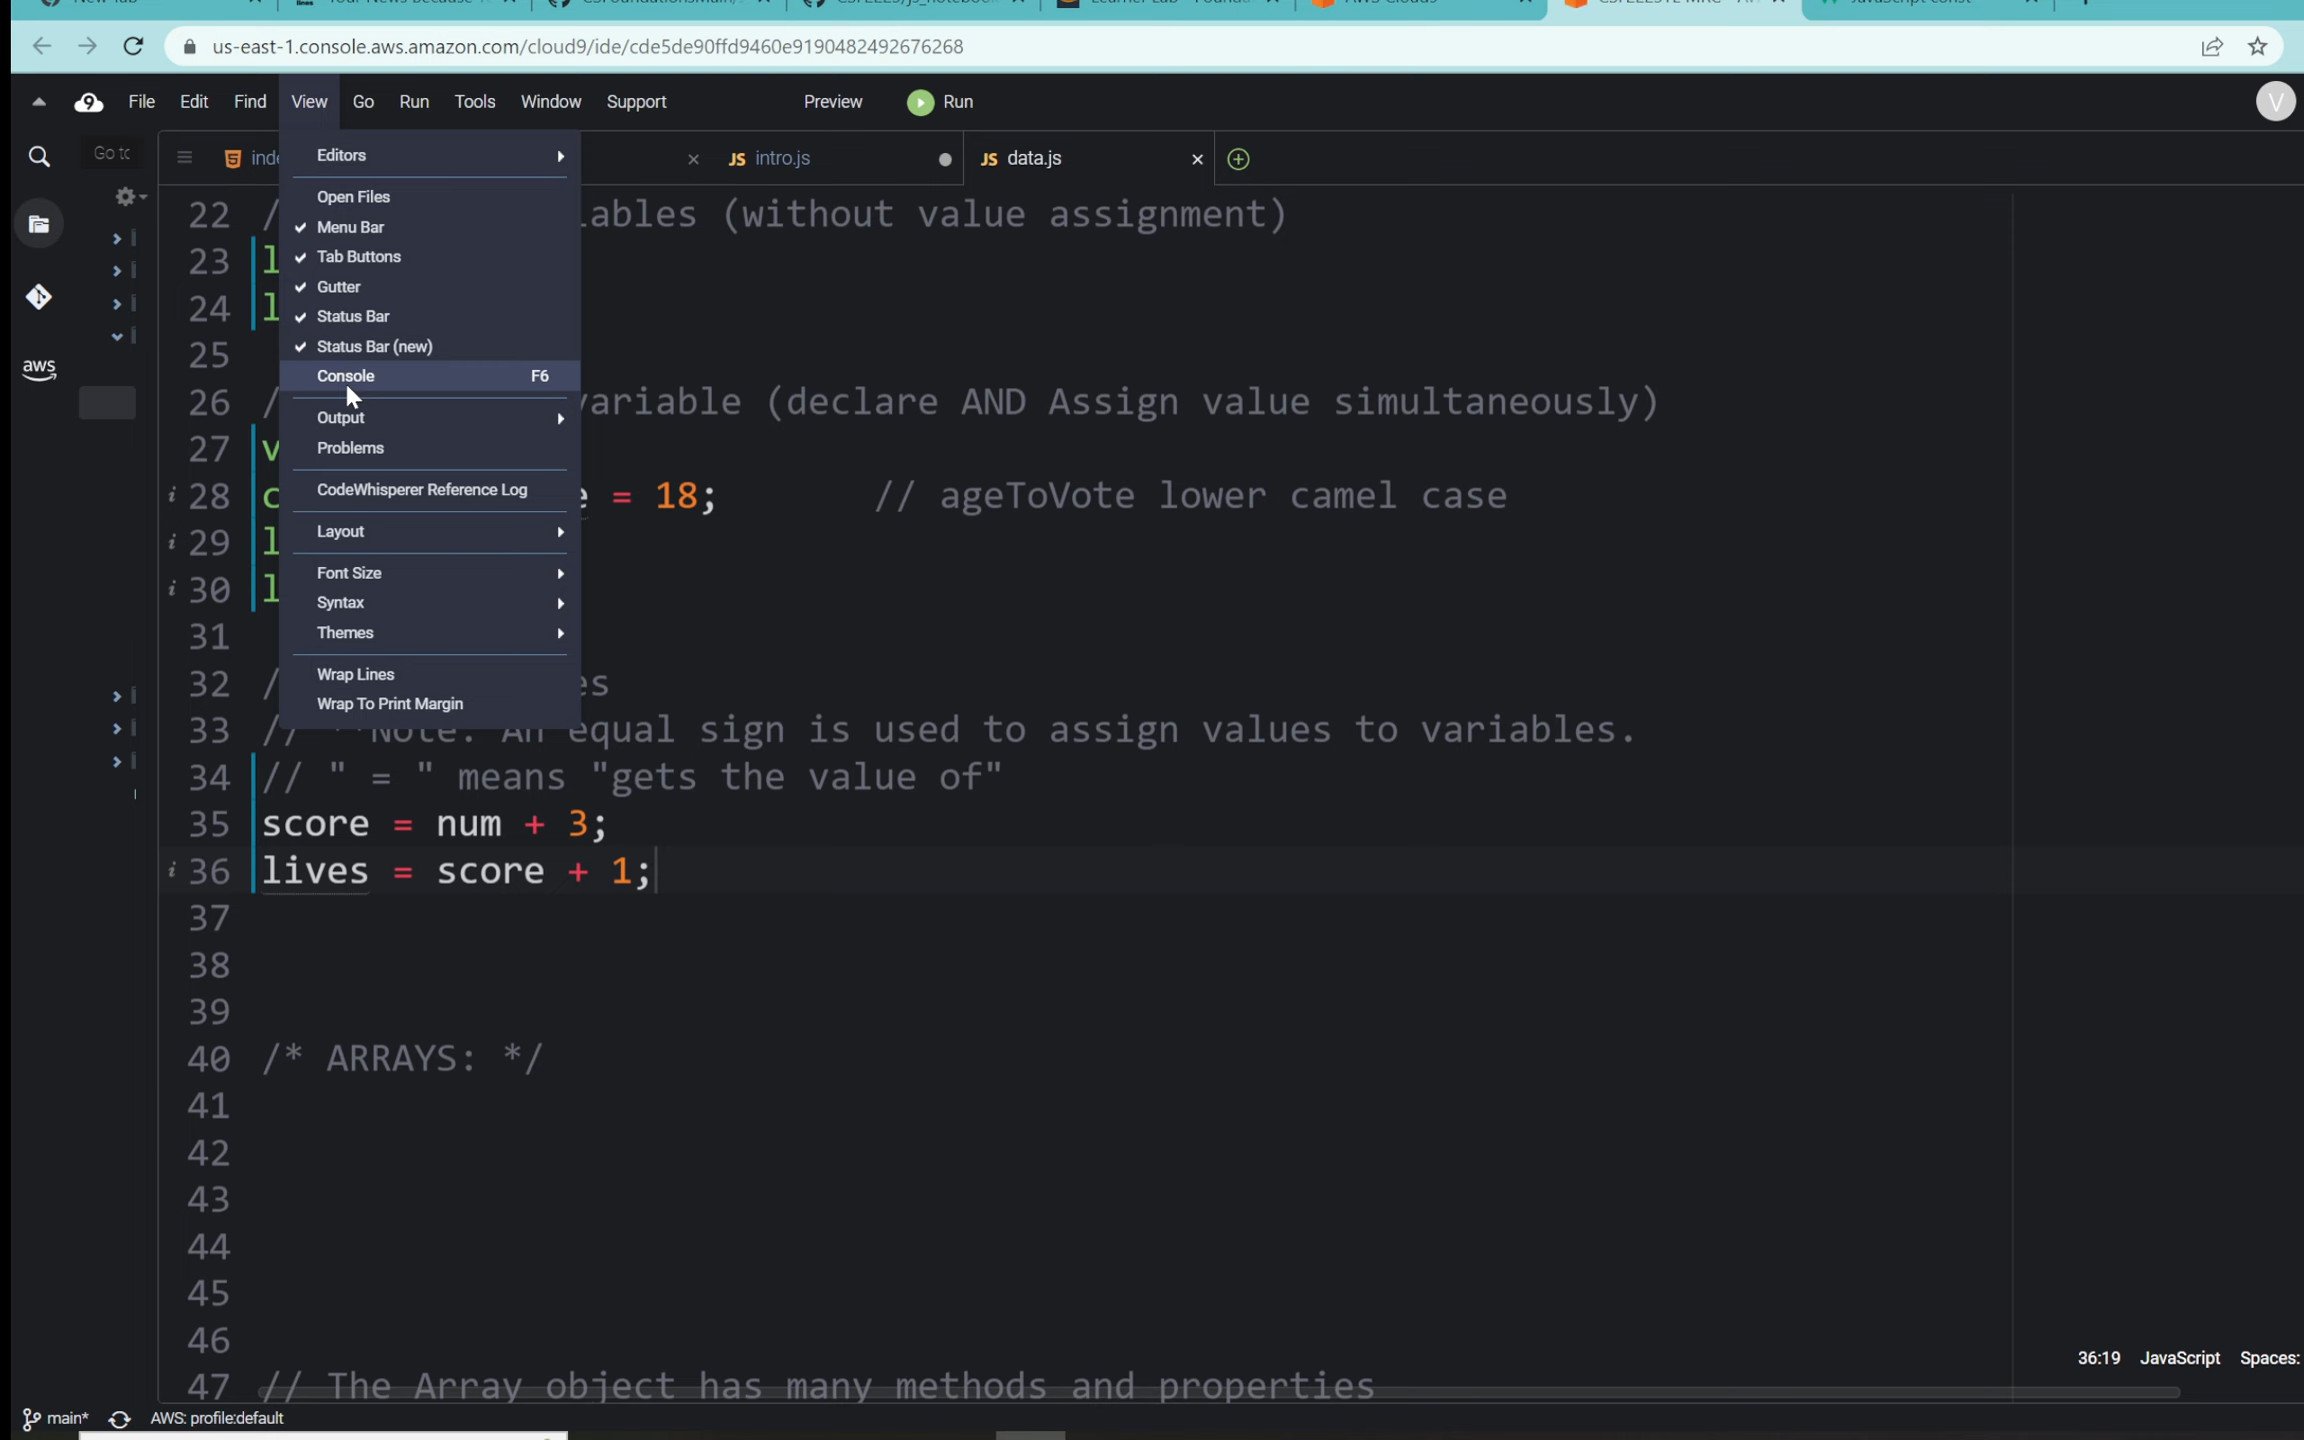 us-east-1.console.aws.amazon.com/cloud9/ide/cde5de90ffd9460e9190482492676268
9 File Edit Find View Go Run Tools Window Support Preview Run V
Go to
JS intro.js
JS data.js
Editors
Open Files
Menu Bar
Tab Buttons
Gutter
Status Bar
Status Bar (new)
Console F6
Output
Problems
CodeWhisperer Reference Log
Layout
Font Size
Syntax
Themes
Wrap Lines
Wrap To Print Margin
aws
22 / (without value assignment)
23 l
24 l
25
26 / (declare AND Assign value simultaneously)
27 v
28 c = 18; // ageToVote lower camel case
29 l
30 l
31
32 /
33 // equal sign is used to assign values to variables.
34 // " = " means "gets the value of"
35 score = num + 3;
36 lives = score + 1;
37
38
39
40 /* ARRAYS: */
41
42
43
44
45
46
47 // The Array object has many methods and properties
36:19 JavaScript Spaces:
main* AWS: profile:default